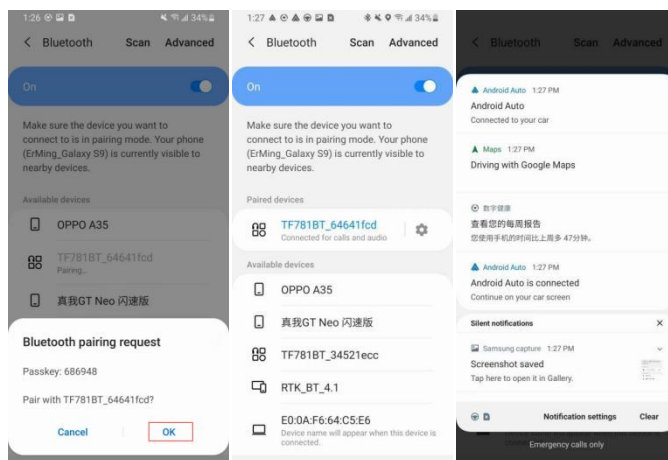 1:26
34%
< Bluetooth Scan Advanced
On
Make sure the device you want to
connect to is in pairing mode. Your phone
(ErMing_Galaxy S9) is currently visible to
nearby devices.
Available devices
OPPO A35
TF781BT_64641fcd
Pairing...
真我GT Neo 闪速版
Bluetooth pairing request
Passkey: 686948
Pair with TF781BT_64641fcd?
Cancel
OK
1:27
34%
< Bluetooth Scan Advanced
On
Make sure the device you want to
connect to is in pairing mode. Your phone
(ErMing_Galaxy S9) is currently visible to
nearby devices.
Paired devices
TF781BT_64641fcd
Connected for calls and audio
Available devices
OPPO A35
真我GT Neo 闪速版
TF781BT_34521ecc
RTK_BT_4.1
E0:0A:F6:64:C5:E6
Device name will appear when this device is
connected.
< Bluetooth Scan Advanced
Android Auto 1:27 PM
Android Auto
Connected to your car
Maps 1:27 PM
Driving with Google Maps
数字健康
查看您的每周报告
您使用手机的时间比上周多 47分钟。
Android Auto 1:27 PM
Android Auto is connected
Continue on your car screen
Silent notifications
Samsung capture 1:27 PM
Screenshot saved
Tap here to open it in Gallery.
Notification settings Clear
Emergency calls only